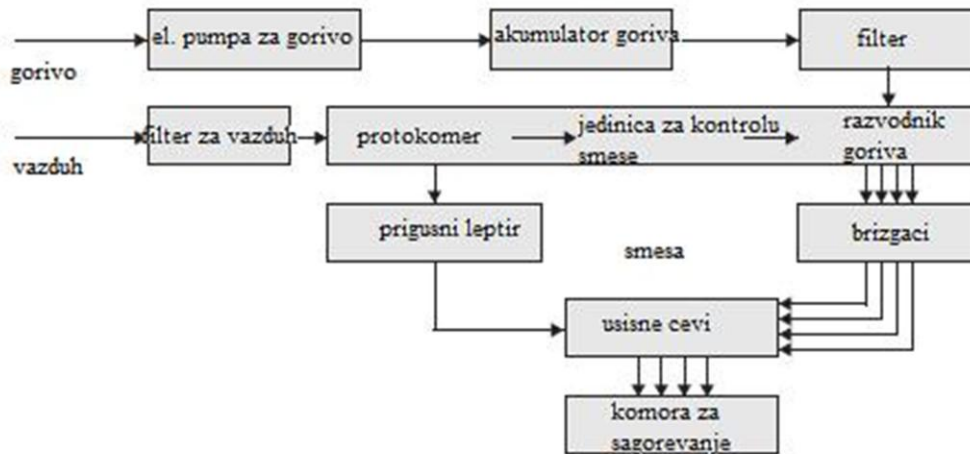 el. pumpa za gorivo
akumulator goriva
filter
gorivo
filter za vazduh
protokomer
jedinica za kontrolu
smese
razvodnik
goriva
vazduh
prigusni leptir
smesa
brizgaci
usisne cevi
komora za
sagorevanje